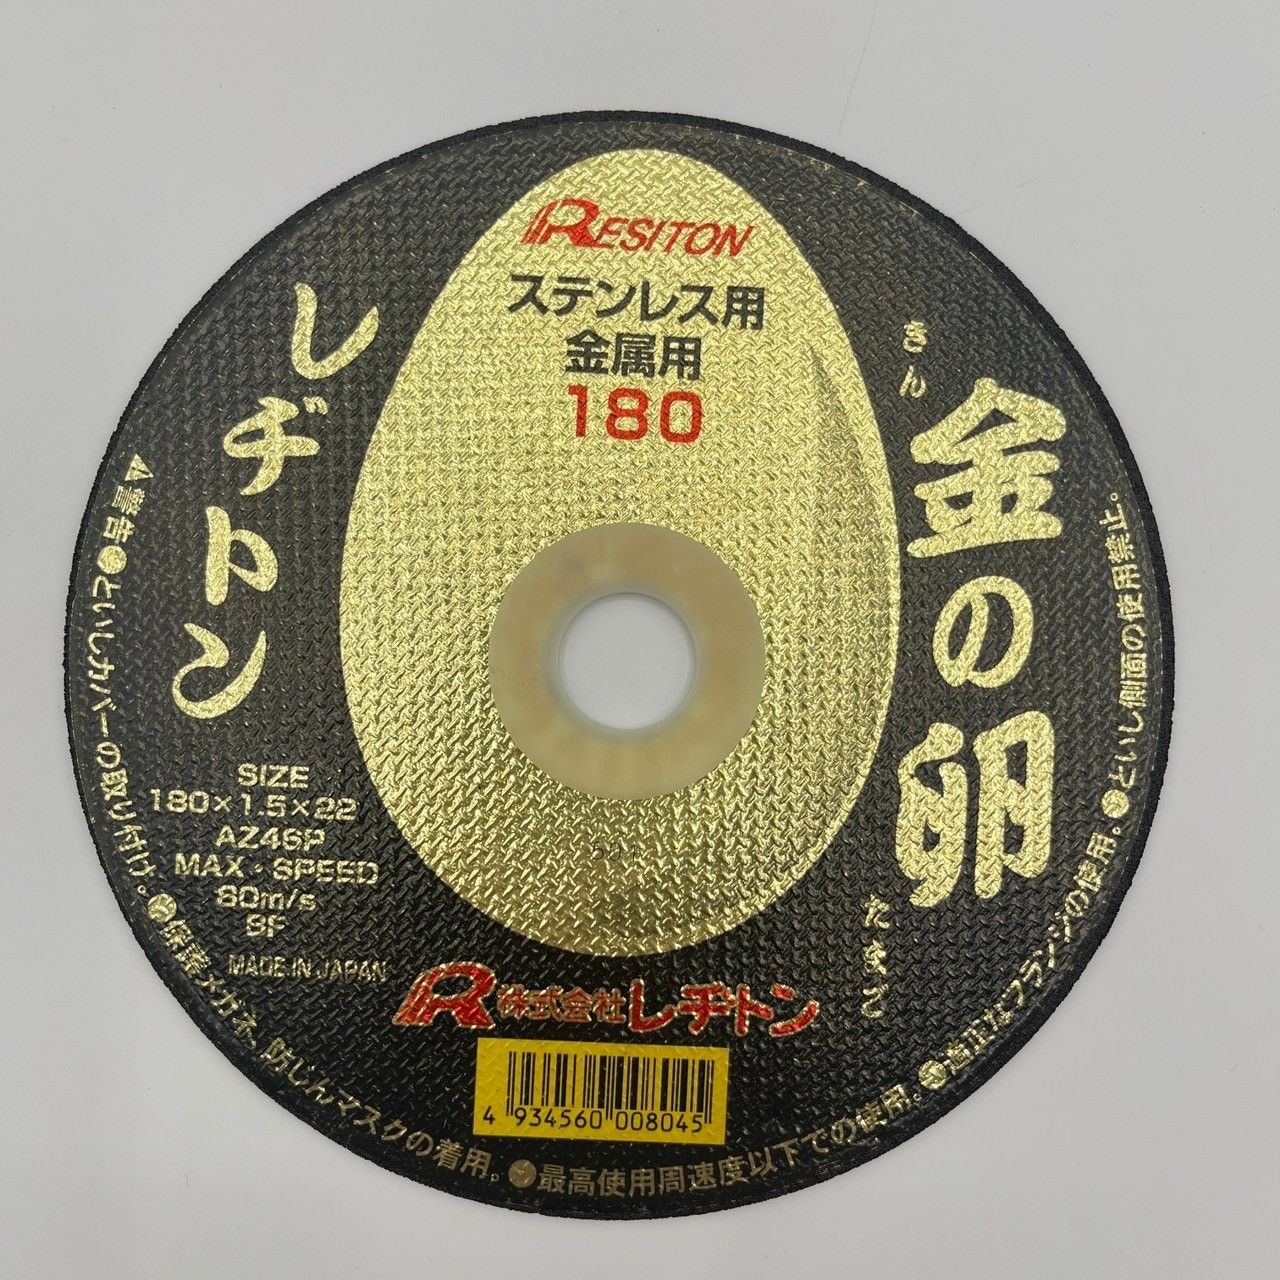 RESITON
ステンレス用
金属用
180
レヂトン
きん
金の卵
たまご
SIZE
180×1.5×22
AZ46P
MAX・SPEED
80m/s
9F
MADE IN JAPAN
R 株式会社レヂトン
4 934560 008045
▲警告●といしカバーの取り付け。●保護メガネ、防じんマスクの着用。●最高使用周速度以下での使用。●適正なフランジの使用。●といし側面の使用禁止。